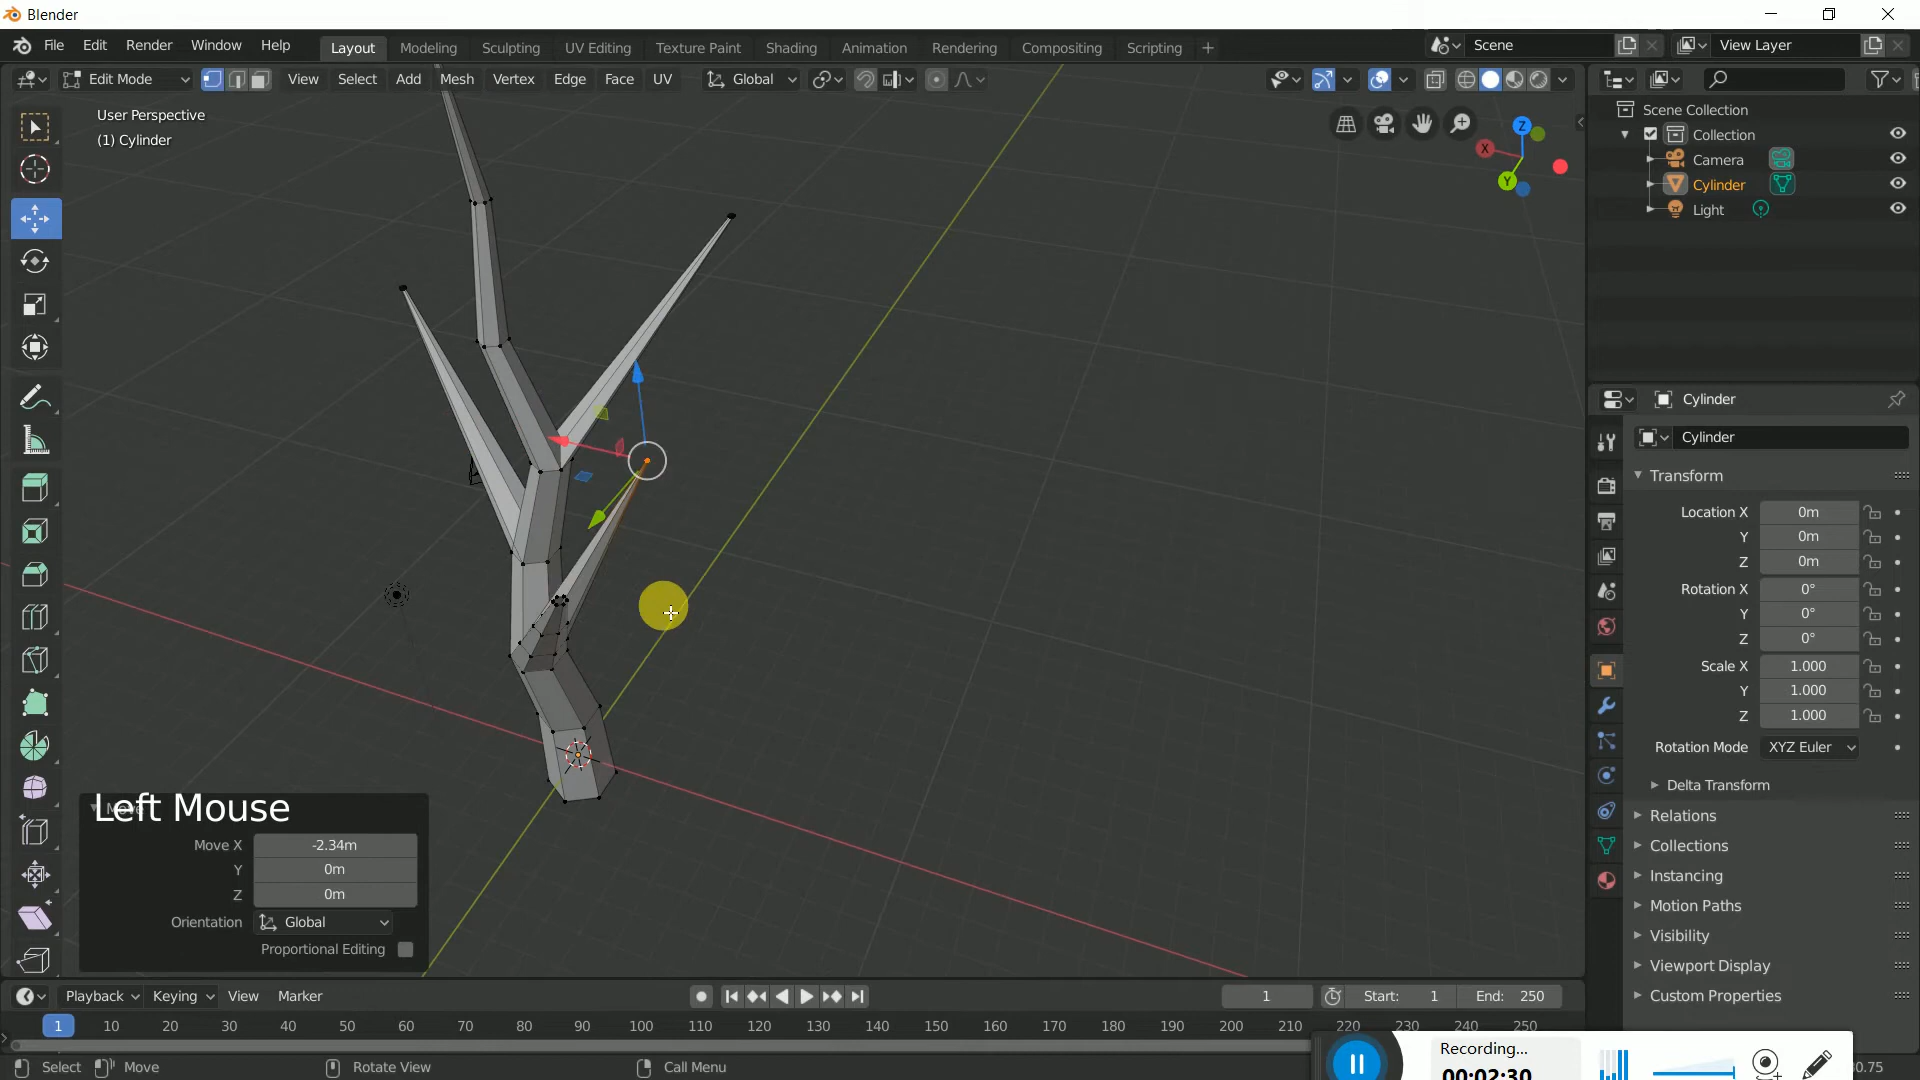 Blender
File Edit Render Window Help
Layout Modeling Sculpting UV Editing Texture Paint Shading Animation Rendering Compositing Scripting +
Scene
View Layer
Edit Mode View Select Add Mesh Vertex Edge Face UV Global
User Perspective
(1) Cylinder
X
Y
Z
Scene Collection
Collection
Camera
Cylinder
Light
Cylinder
Cylinder
Transform
Location X 0m
Y 0m
Z 0m
Rotation X 0°
Y 0°
Z 0°
Scale X 1.000
Y 1.000
Z 1.000
Rotation Mode XYZ Euler
Delta Transform
Relations
Collections
Instancing
Motion Paths
Visibility
Viewport Display
Custom Properties
Left Mouse
Move X -2.34m
Y 0m
Z 0m
Orientation Global
Proportional Editing
Playback Keying View Marker
1 Start: 1 End: 250
1 10 20 30 40 50 60 70 80 90 100 110 120 130 140 150 160 170 180 190 200 210 220 230 240 250
Select Move Rotate View Call Menu
Recording...
00:02:30